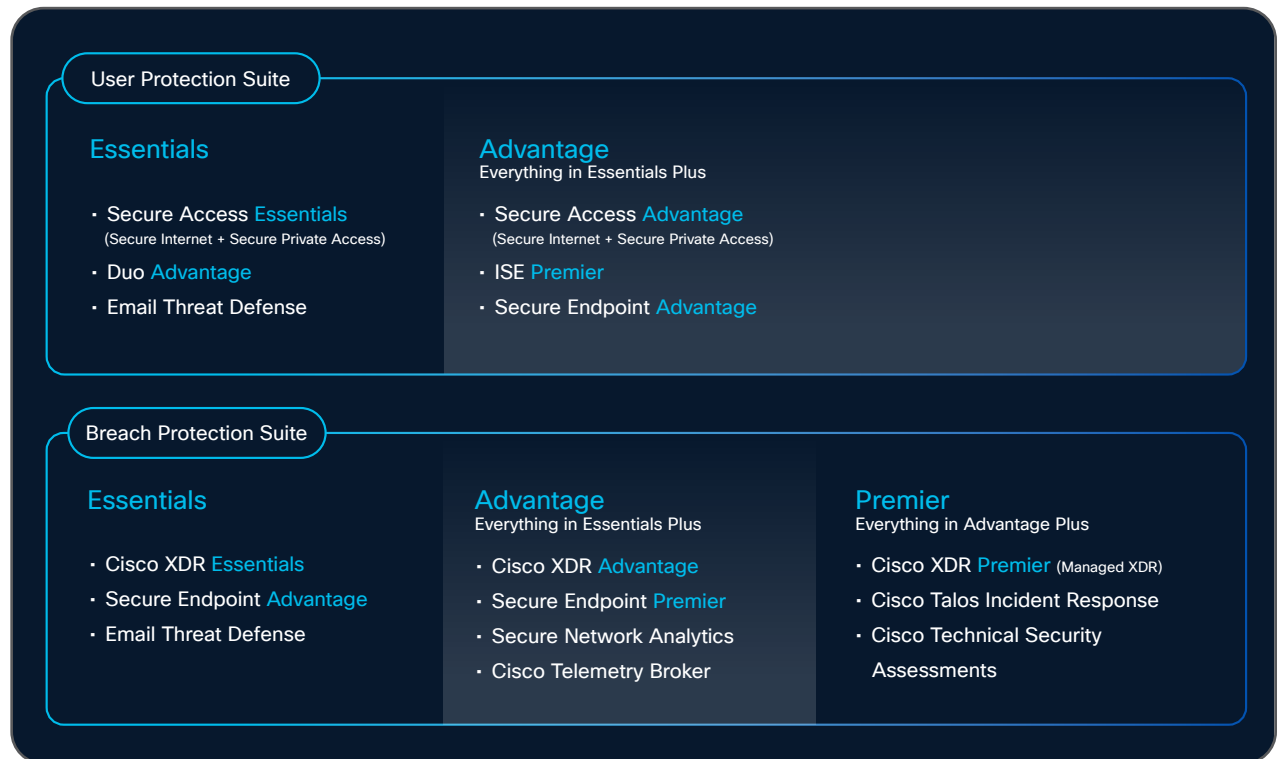 User Protection Suite
Essentials
· Secure Access Essentials
(Secure Internet + Secure Private Access)
· Duo Advantage
· Email Threat Defense
Advantage
Everything in Essentials Plus
· Secure Access Advantage
(Secure Internet + Secure Private Access)
· ISE Premier
· Secure Endpoint Advantage
Breach Protection Suite
Essentials
· Cisco XDR Essentials
· Secure Endpoint Advantage
· Email Threat Defense
Advantage
Everything in Essentials Plus
· Cisco XDR Advantage
· Secure Endpoint Premier
· Secure Network Analytics
· Cisco Telemetry Broker
Premier
Everything in Advantage Plus
· Cisco XDR Premier (Managed XDR)
· Cisco Talos Incident Response
· Cisco Technical Security
Assessments